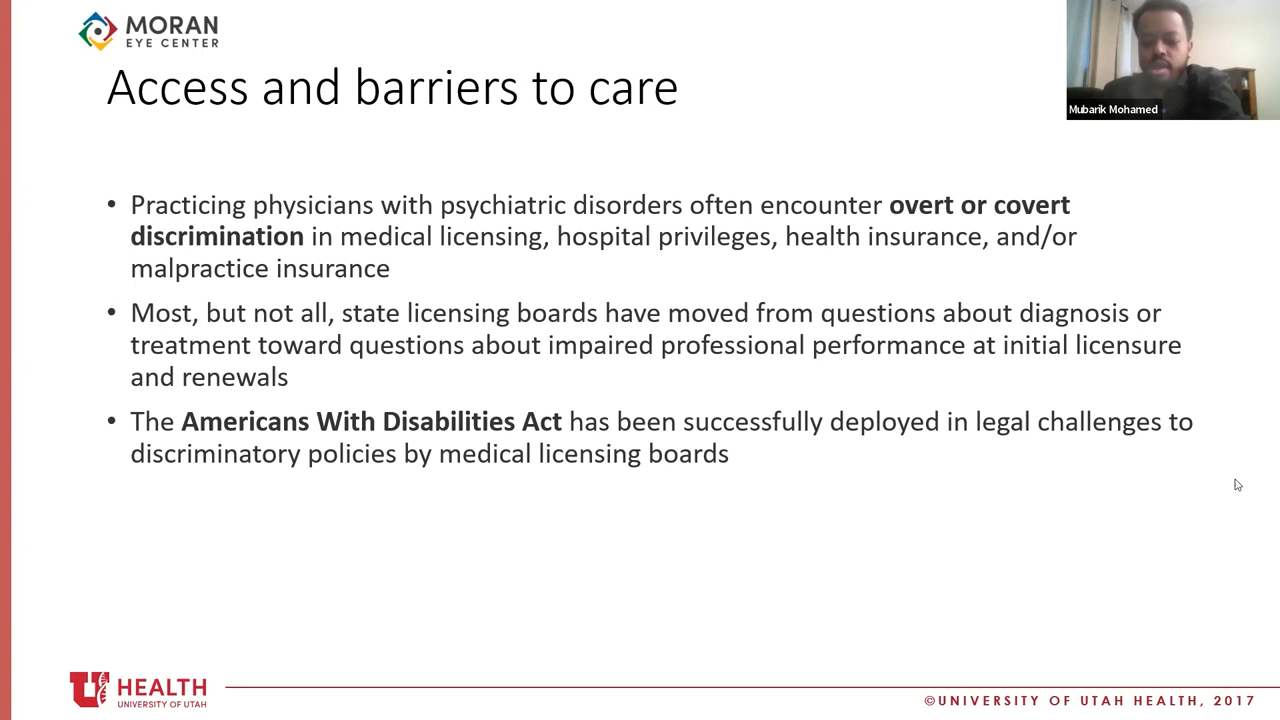 MORAN
EYE CENTER
Access and barriers to care
Mubarik Mohamed
• Practicing physicians with psychiatric disorders often encounter overt or covert
discrimination in medical licensing, hospital privileges, health insurance, and/or
malpractice insurance
• Most, but not all, state licensing boards have moved from questions about diagnosis or
treatment toward questions about impaired professional performance at initial licensure
and renewals
• The Americans With Disabilities Act has been successfully deployed in legal challenges to
discriminatory policies by medical licensing boards
U HEALTH
UNIVERSITY OF UTAH
©UNIVERSITY OF UTAH HEALTH, 2017